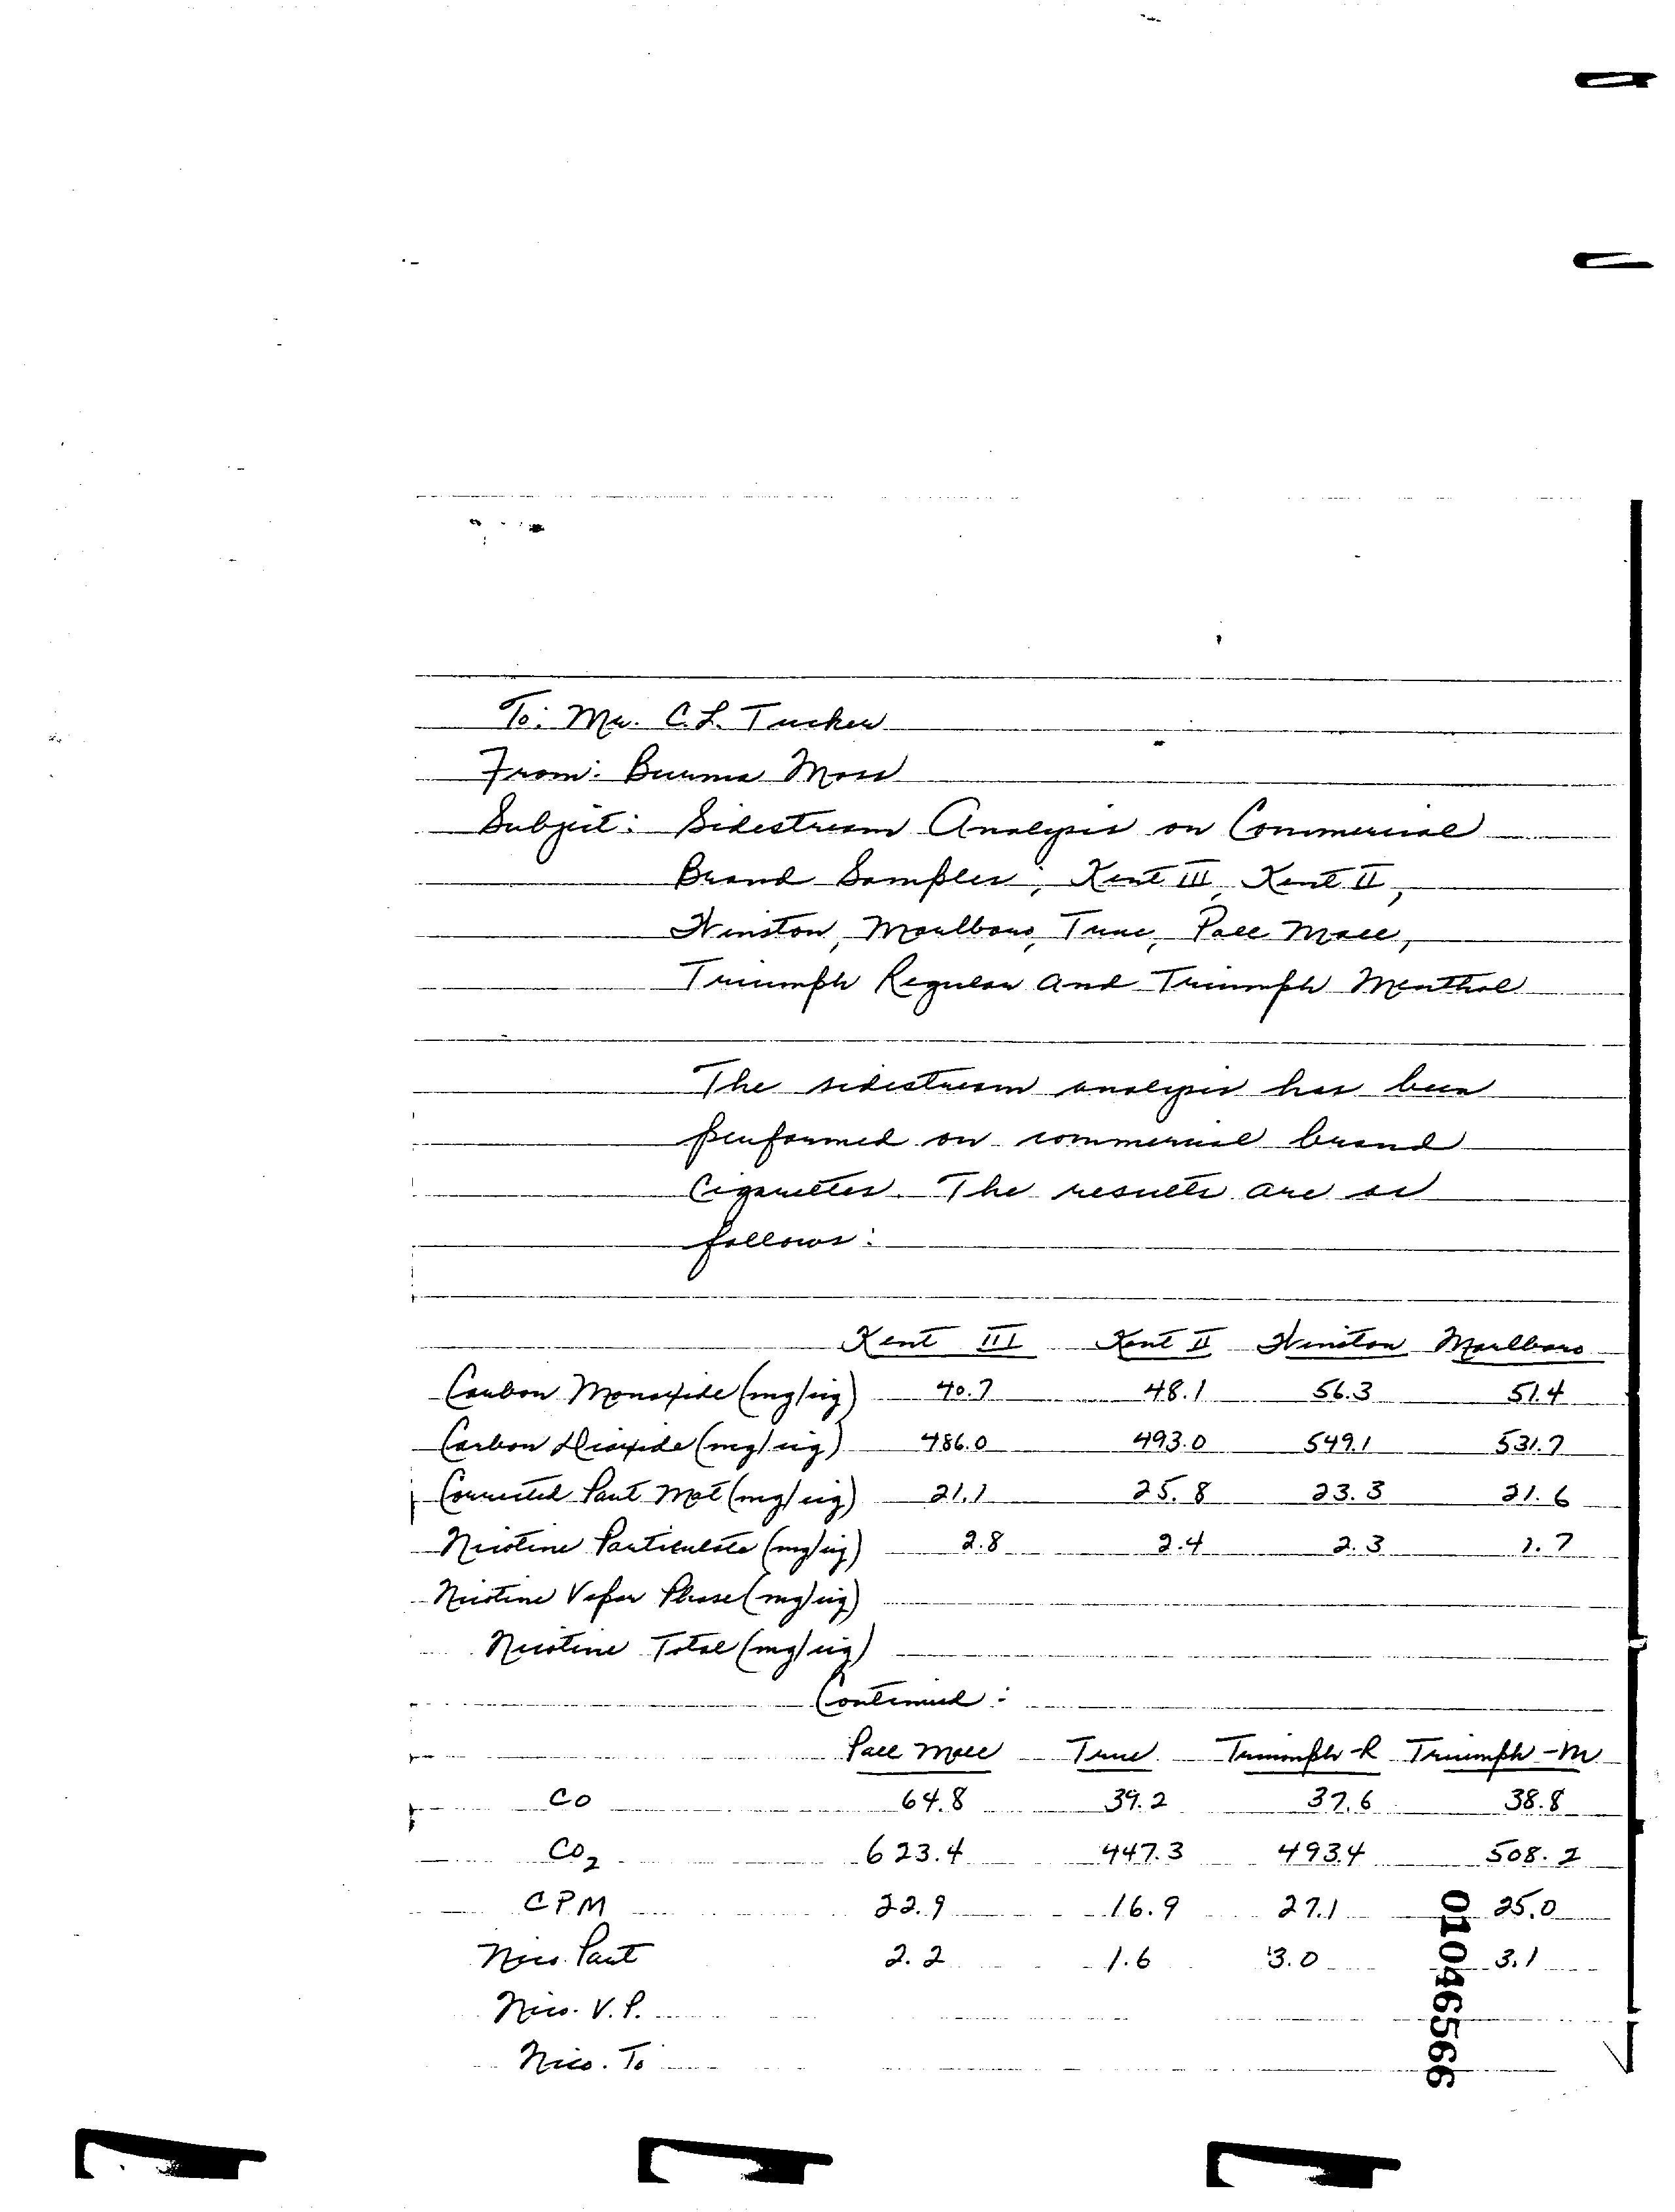 To: Mr. C.L. Tucker
From: Burma Moss
Subject: Sidestream Analysis on Commercial
Brand Samples; Kent III, Kent II,
Winston, Marlboro, True, Pall Mall,
Triumph Regular and Triumph Menthol
The sidestream analysis has been
performed on commercial brand
Cigarettes. The results are as
follows:
Kent III Kent II Winston Marlboro
Carbon Monoxide (mg/cig) 40.7 48.1 56.3 51.4
Carbon Dioxide (mg/cig) 486.0 493.0 549.1 531.7
Corrected Part Mat (mg/cig) 21.1 25.8 23.3 21.6
Nicotine Particulate (mg/cig) 2.8 2.4 2.3 1.7
Nicotine Vapor Phase (mg/cig)
Nicotine Total (mg/cig)
Continued:
Pall Mall True Triumph-R Triumph-M
CO 64.8 39.2 37.6 38.8
CO2 623.4 447.3 493.4 508.2
CPM 22.9 16.9 27.1 25.0
Nico. Part 2.2 1.6 3.0 3.1
Nico. V.P.
Nico. To
01046566